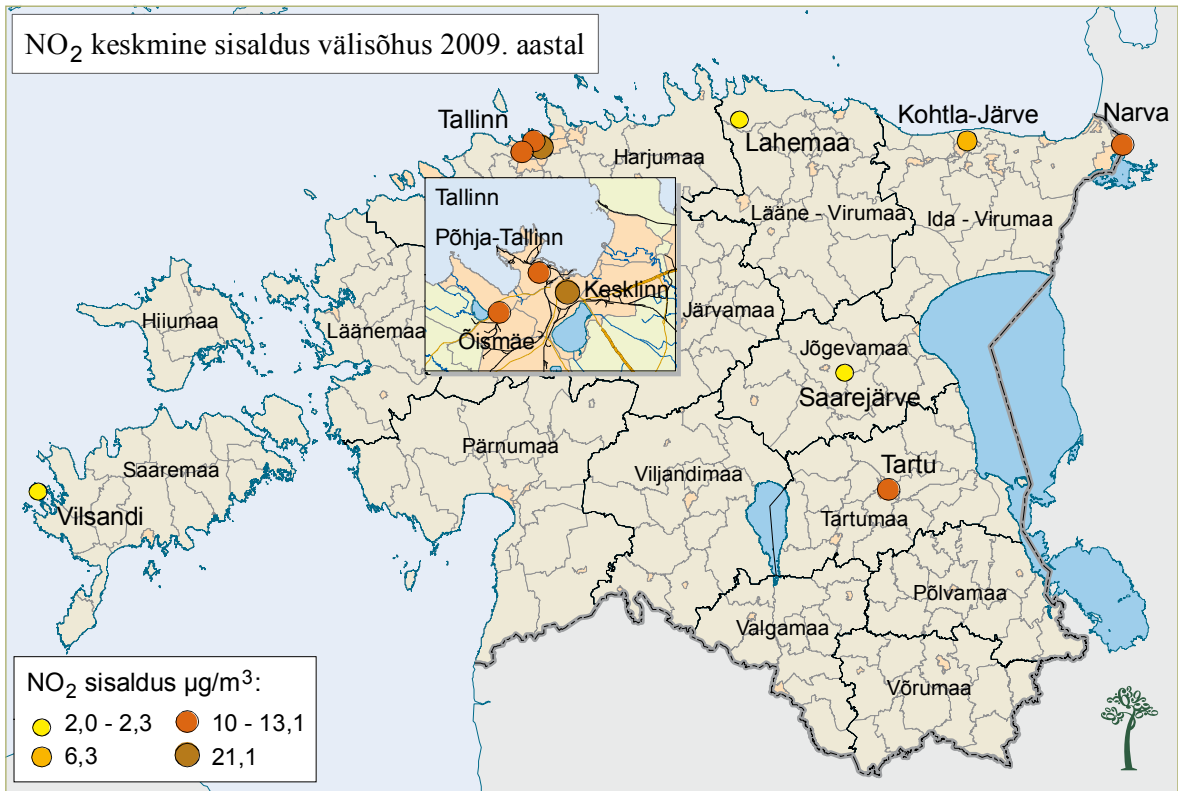 NO2 keskmine sisaldus välisõhus 2009. aastal
Tallinn
Harjumaa
Lahemaa
Kohtla-Järve
Narva
Lääne - Virumaa
Ida - Virumaa
Tallinn
Põhja-Tallinn
Kesklinn
Õismäe
Hiiumaa
Läänemaa
Järvamaa
Jõgevamaa
Saarejärve
Saaremaa
Vilsandi
Pärnumaa
Viljandimaa
Tartu
Tartumaa
Põlvamaa
Valgamaa
Võrumaa
NO2 sisaldus µg/m3:
2,0 - 2,3
10 - 13,1
6,3
21,1